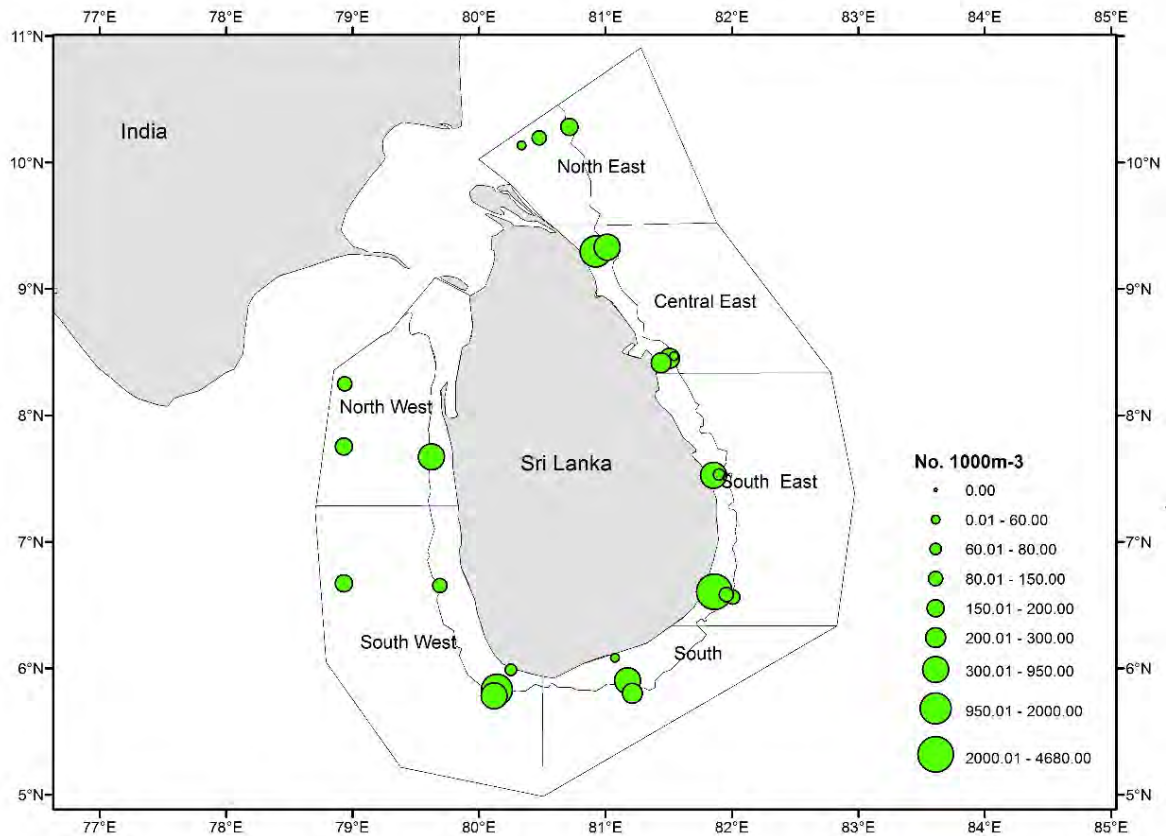 77°E 78°E 79°E 80°E 81°E 82°E 83°E 84°E 85°E
11°N
India
10°N 10°N
North East
9°N 9°N
Central East
8°N 8°N
North West
Sri Lanka
South East
No. 1000m-3
0.00
0.01 - 60.00
60.01 - 80.00
80.01 - 150.00
150.01 - 200.00
200.01 - 300.00
300.01 - 950.00
950.01 - 2000.00
2000.01 - 4680.00
7°N 7°N
South West
South
6°N 6°N
5°N 5°N
77°E 78°E 79°E 80°E 81°E 82°E 83°E 84°E 85°E